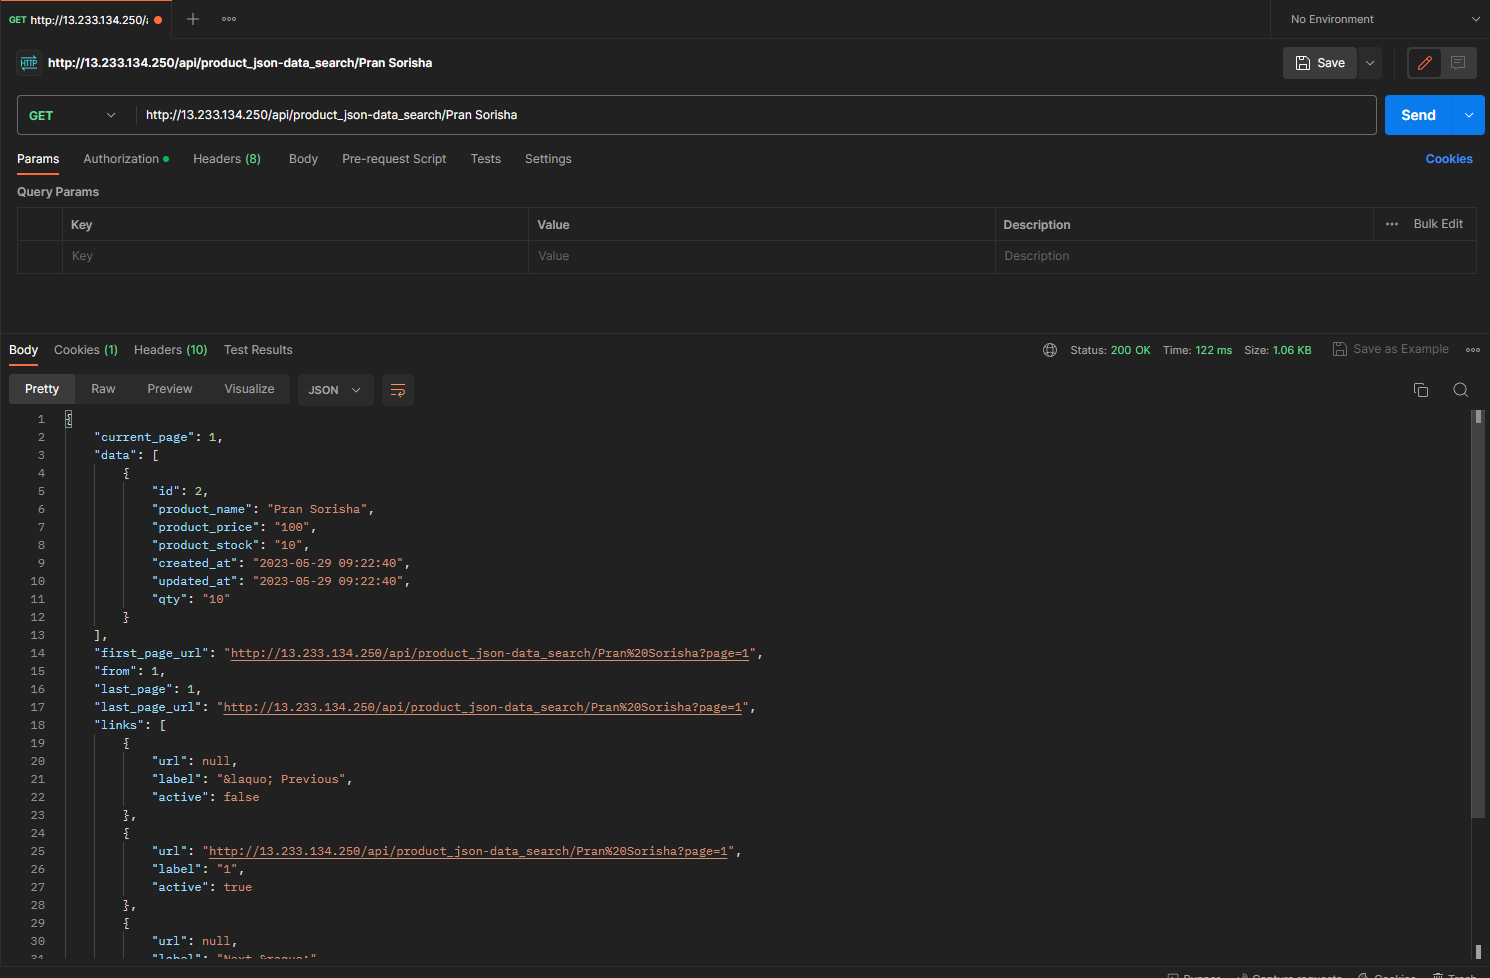 GET http://13.233.134.250/a
No Environment
HTTP http://13.233.134.250/api/product_json-data_search/Pran Sorisha
Save
GET http://13.233.134.250/api/product_json-data_search/Pran Sorisha Send
Params Authorization Headers (8) Body Pre-request Script Tests Settings Cookies
Query Params
Key Value Description Bulk Edit
Key Value Description
Body Cookies (1) Headers (10) Test Results Status: 200 OK Time: 122 ms Size: 1.06 KB Save as Example
Pretty Raw Preview Visualize JSON
1 {
2 "current_page": 1,
3 "data": [
4 {
5 "id": 2,
6 "product_name": "Pran Sorisha",
7 "product_price": "100",
8 "product_stock": "10",
9 "created_at": "2023-05-29 09:22:40",
10 "updated_at": "2023-05-29 09:22:40",
11 "qty": "10"
12 }
13 ],
14 "first_page_url": "http://13.233.134.250/api/product_json-data_search/Pran%20Sorisha?page=1",
15 "from": 1,
16 "last_page": 1,
17 "last_page_url": "http://13.233.134.250/api/product_json-data_search/Pran%20Sorisha?page=1",
18 "links": [
19 {
20 "url": null,
21 "label": "&laquo; Previous",
22 "active": false
23 },
24 {
25 "url": "http://13.233.134.250/api/product_json-data_search/Pran%20Sorisha?page=1",
26 "label": "1",
27 "active": true
28 },
29 {
30 "url": null,
31 "label": "Next &raquo;"
Runner Capture requests Cookies Trash